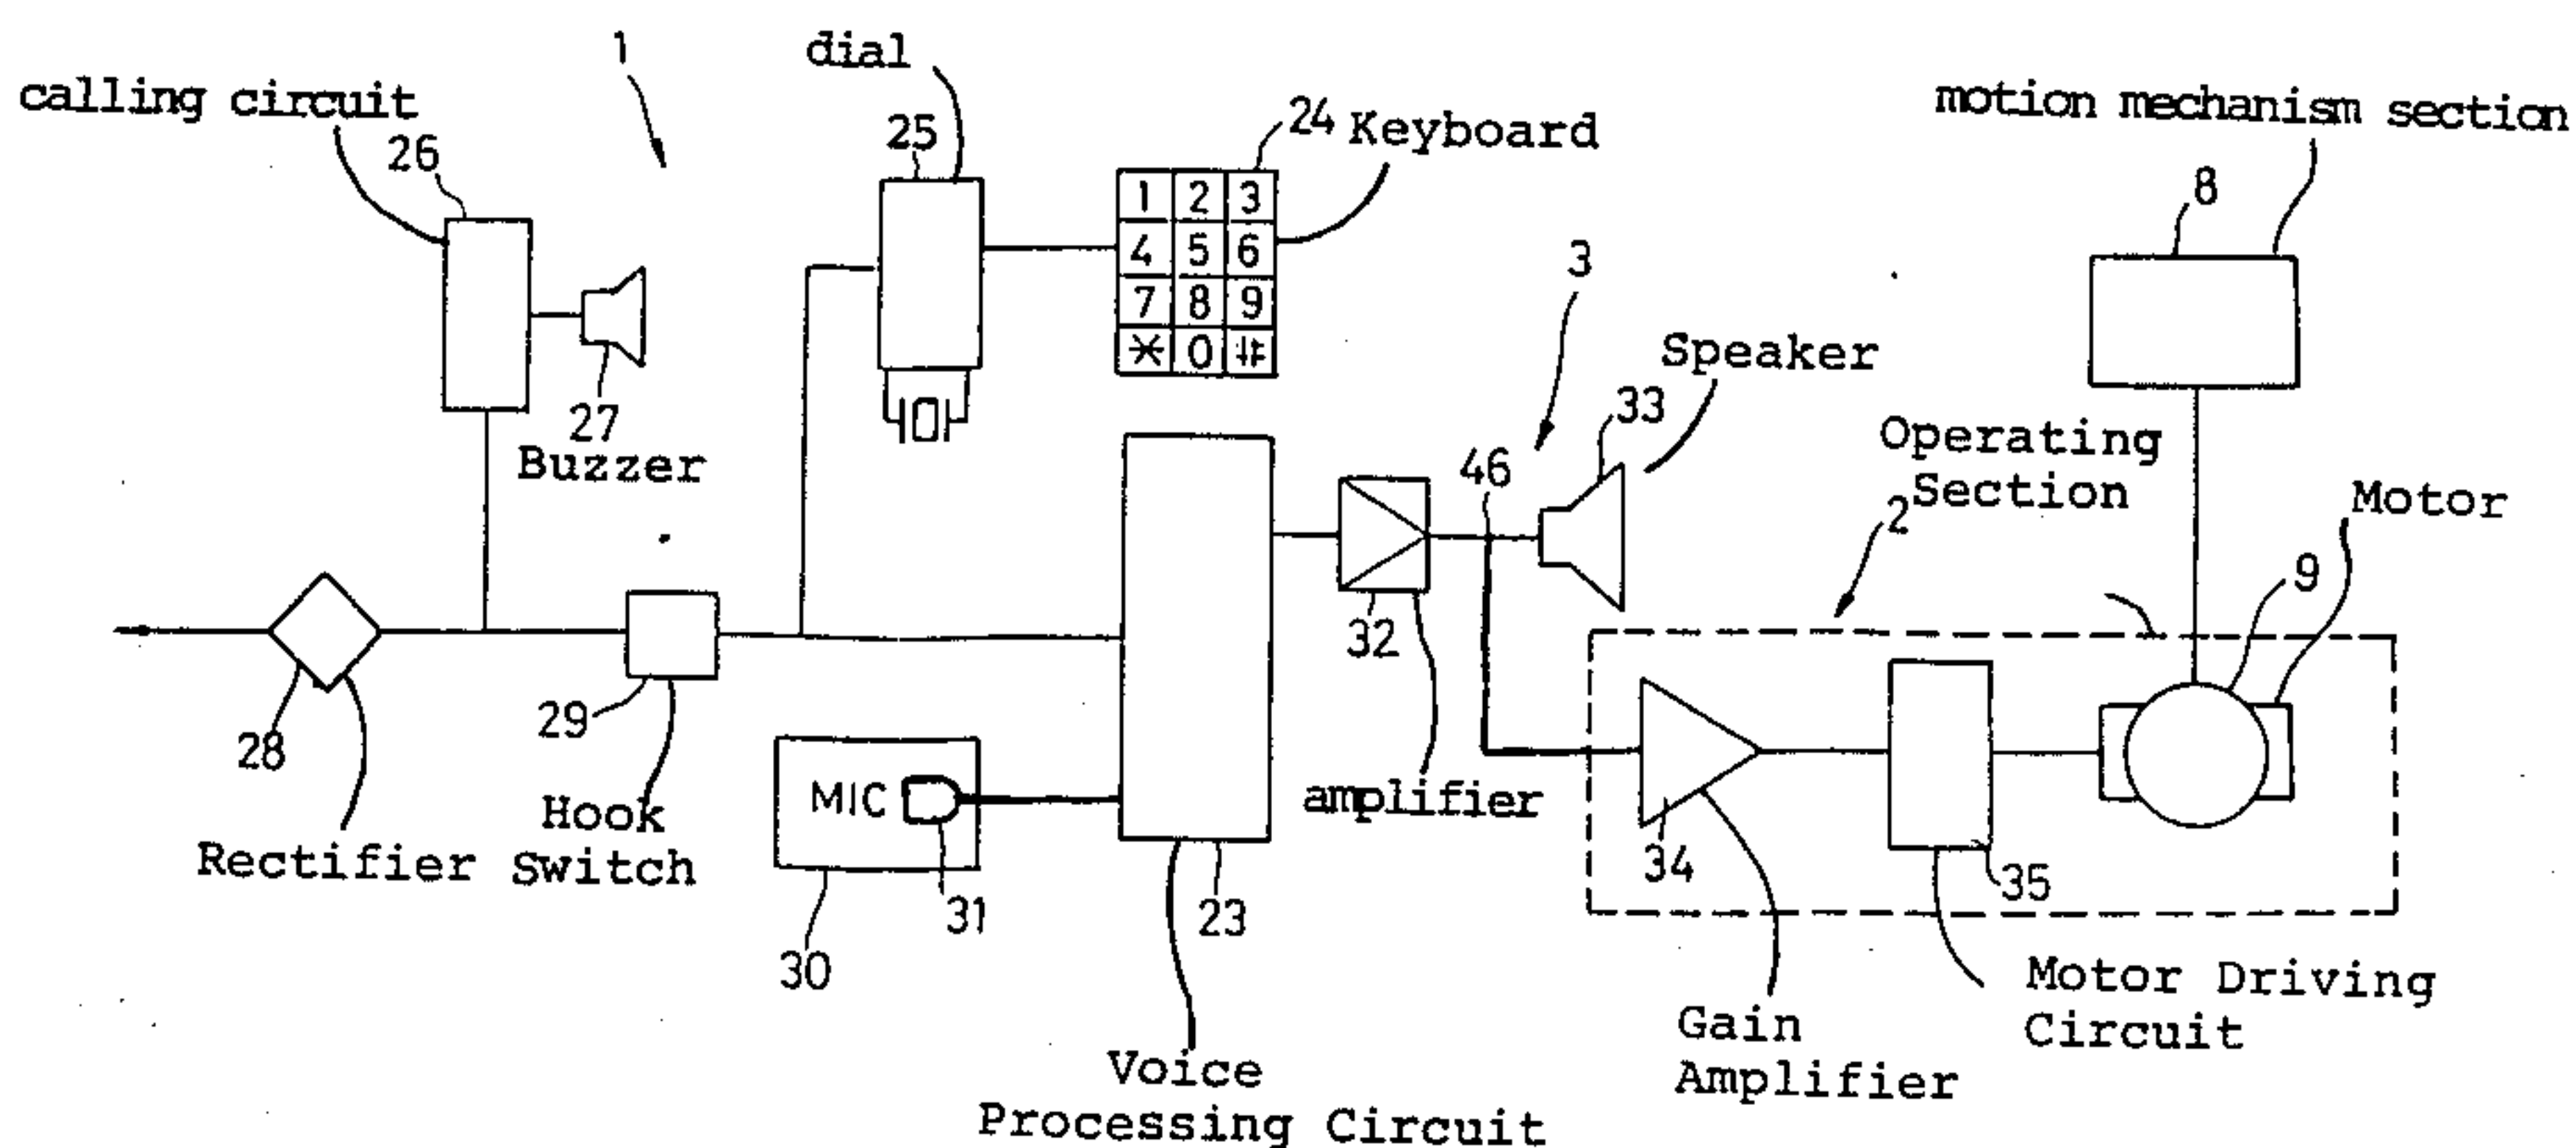 1
dial
calling circuit
motion mechanism section
26
25
24 Keyboard
1 2 3
4 5 6
7 8 9
* 0 #
8
3
Speaker
33
27
Buzzer
46
Operating
Section
2
Motor
9
32
28
29
Hook
Switch
Rectifier
MIC
31
30
23
amplifier
34
35
Motor Driving
Circuit
Gain
Amplifier
Voice
Processing Circuit